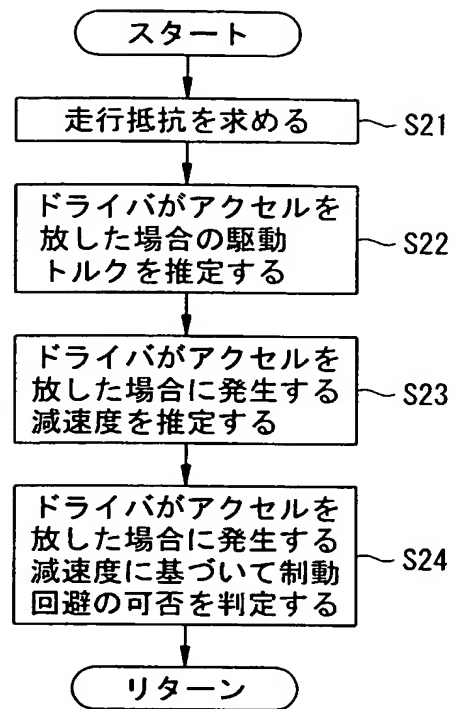 スタート
走行抵抗を求める
S21
ドライバがアクセルを
放した場合の駆動
トルクを推定する
S22
ドライバがアクセルを
放した場合に発生する
減速度を推定する
S23
ドライバがアクセルを
放した場合に発生する
減速度に基づいて制動
回避の可否を判定する
S24
リターン